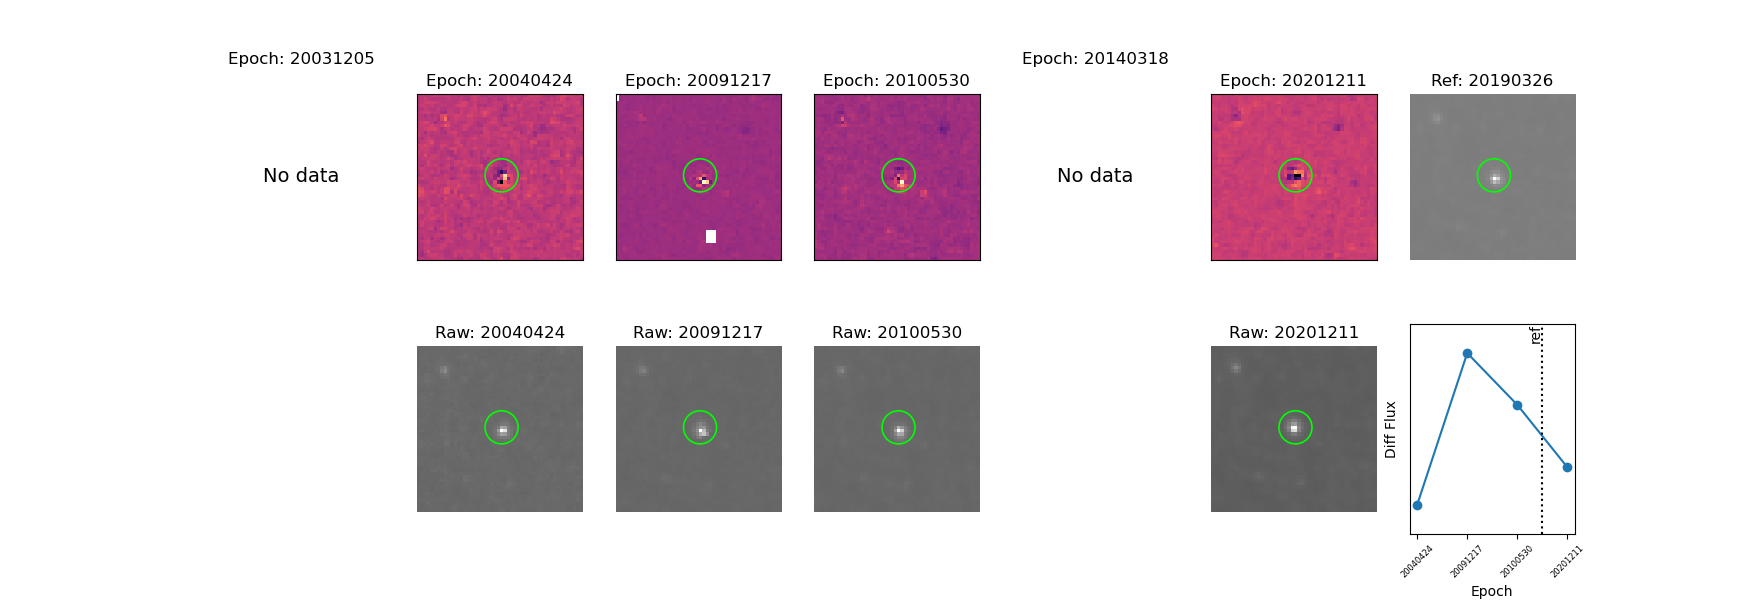 Epoch: 20031205
Epoch: 20040424
Epoch: 20091217
Epoch: 20100530
Epoch: 20140318
Epoch: 20201211
Ref: 20190326
No data
No data
Raw: 20040424
Raw: 20091217
Raw: 20100530
Raw: 20201211
ref
Diff Flux
20040424
20091217
20100530
20201211
Epoch